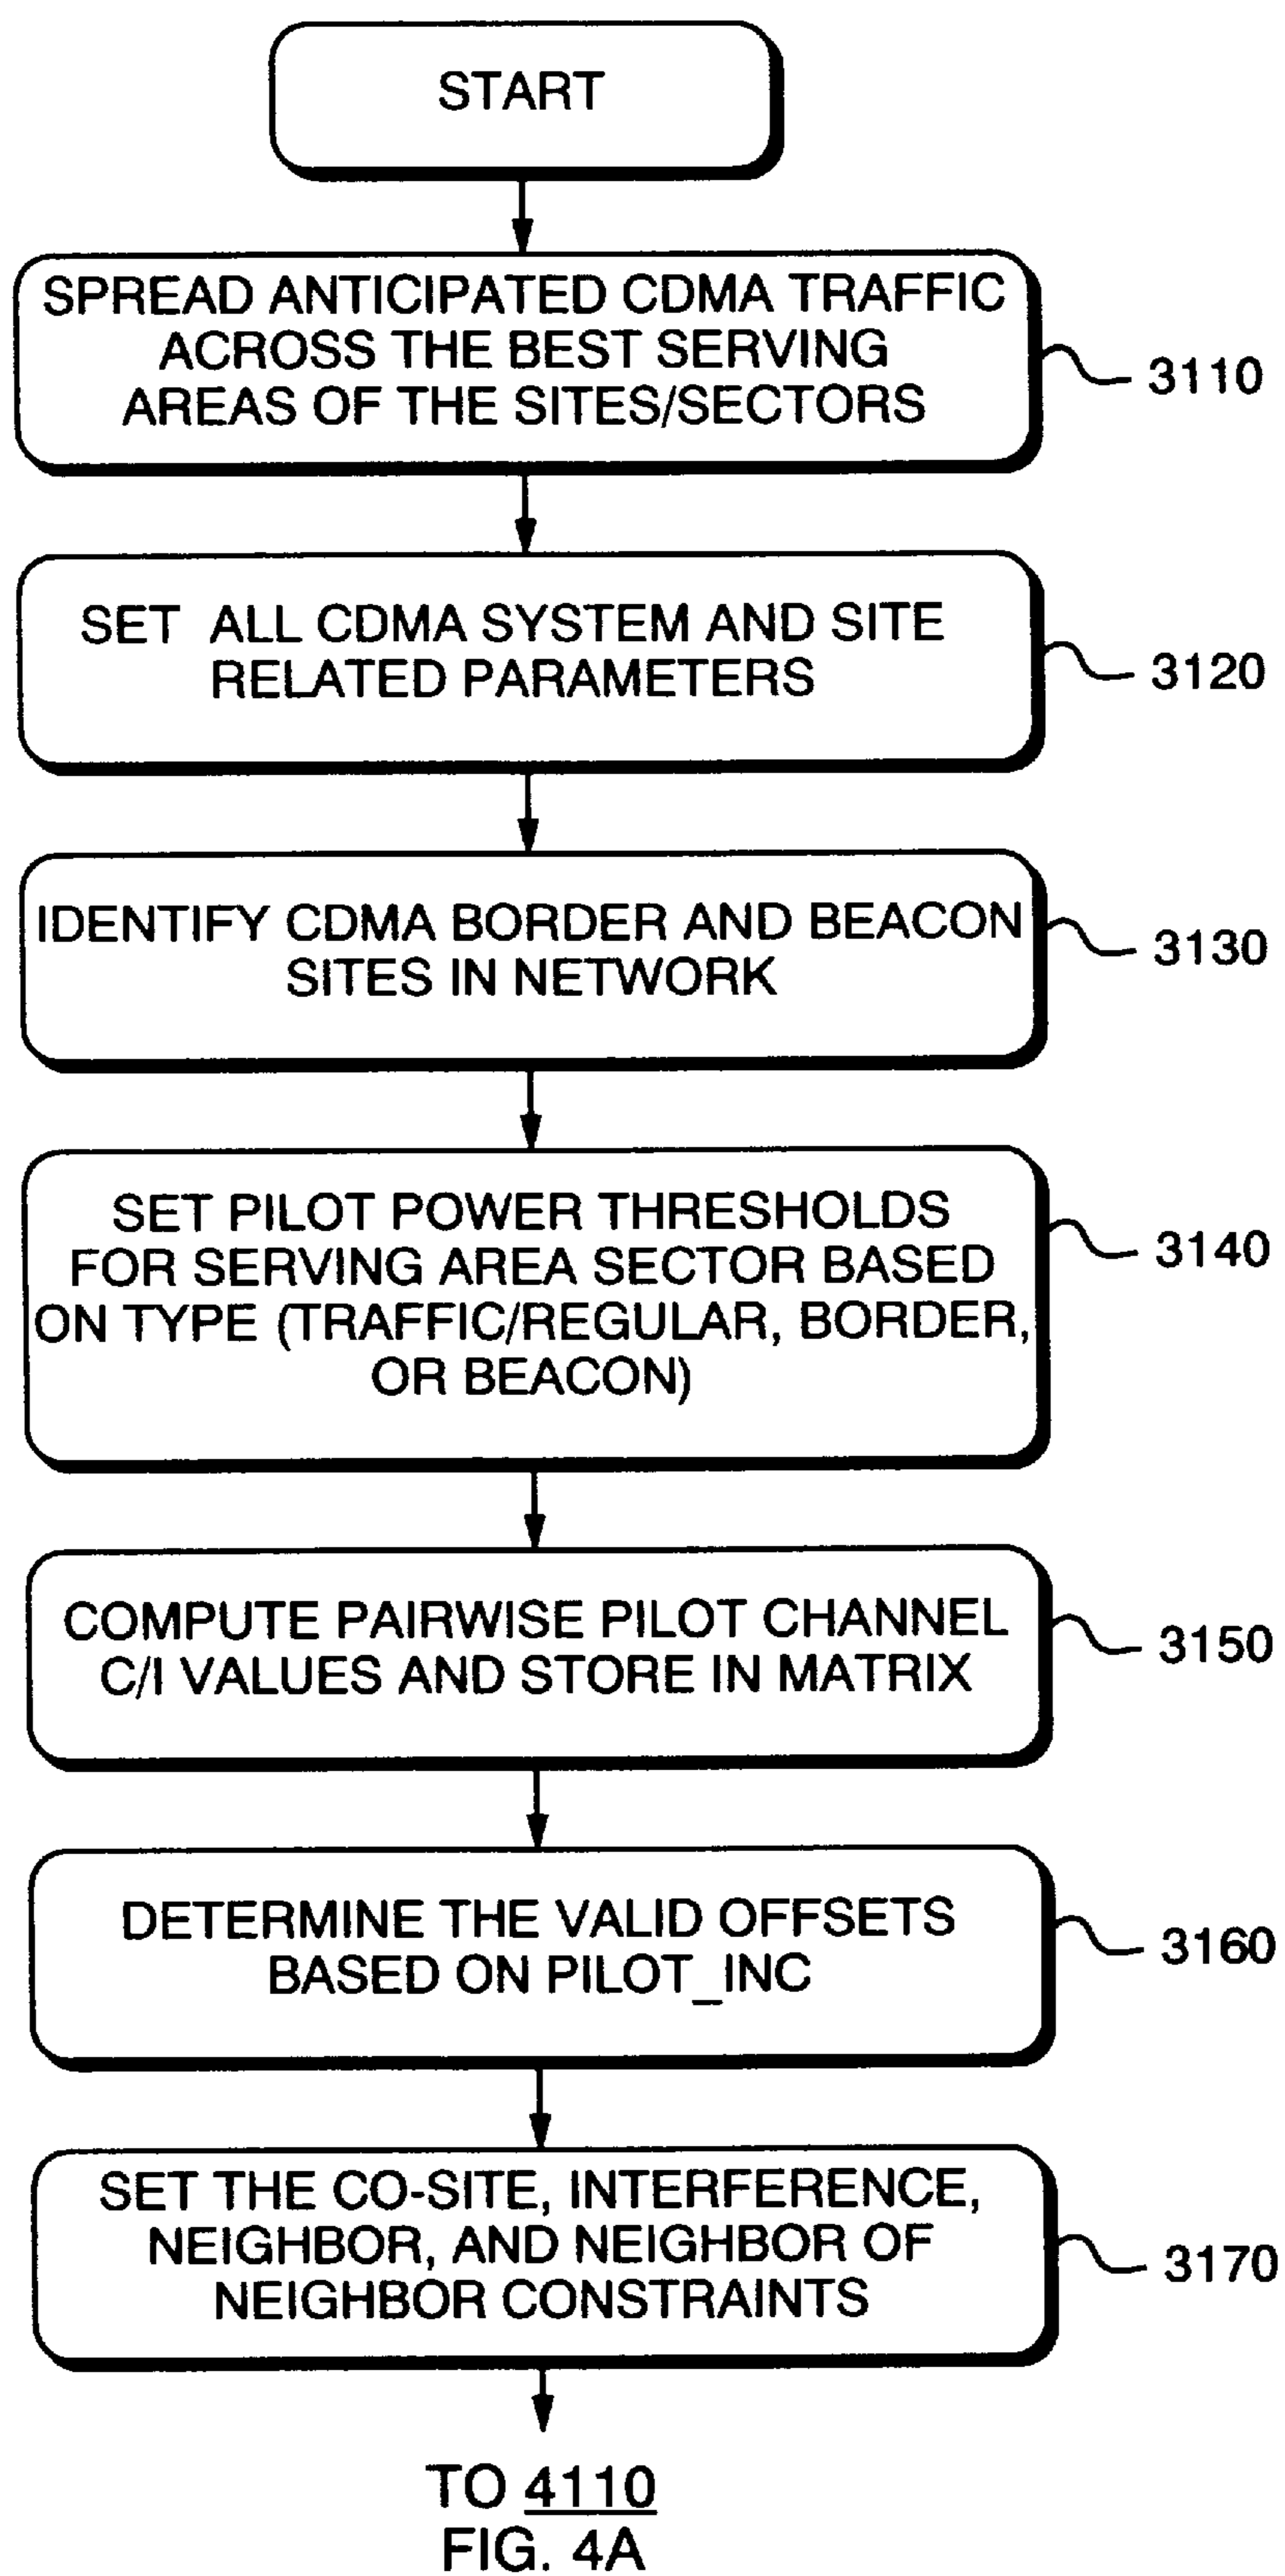 START
SPREAD ANTICIPATED CDMA TRAFFIC
ACROSS THE BEST SERVING
AREAS OF THE SITES/SECTORS
3110
SET ALL CDMA SYSTEM AND SITE
RELATED PARAMETERS
3120
IDENTIFY CDMA BORDER AND BEACON
SITES IN NETWORK
3130
SET PILOT POWER THRESHOLDS
FOR SERVING AREA SECTOR BASED
ON TYPE (TRAFFIC/REGULAR, BORDER,
OR BEACON)
3140
COMPUTE PAIRWISE PILOT CHANNEL
C/I VALUES AND STORE IN MATRIX
3150
DETERMINE THE VALID OFFSETS
BASED ON PILOT_INC
3160
SET THE CO-SITE, INTERFERENCE,
NEIGHBOR, AND NEIGHBOR OF
NEIGHBOR CONSTRAINTS
3170
TO 4110
FIG. 4A